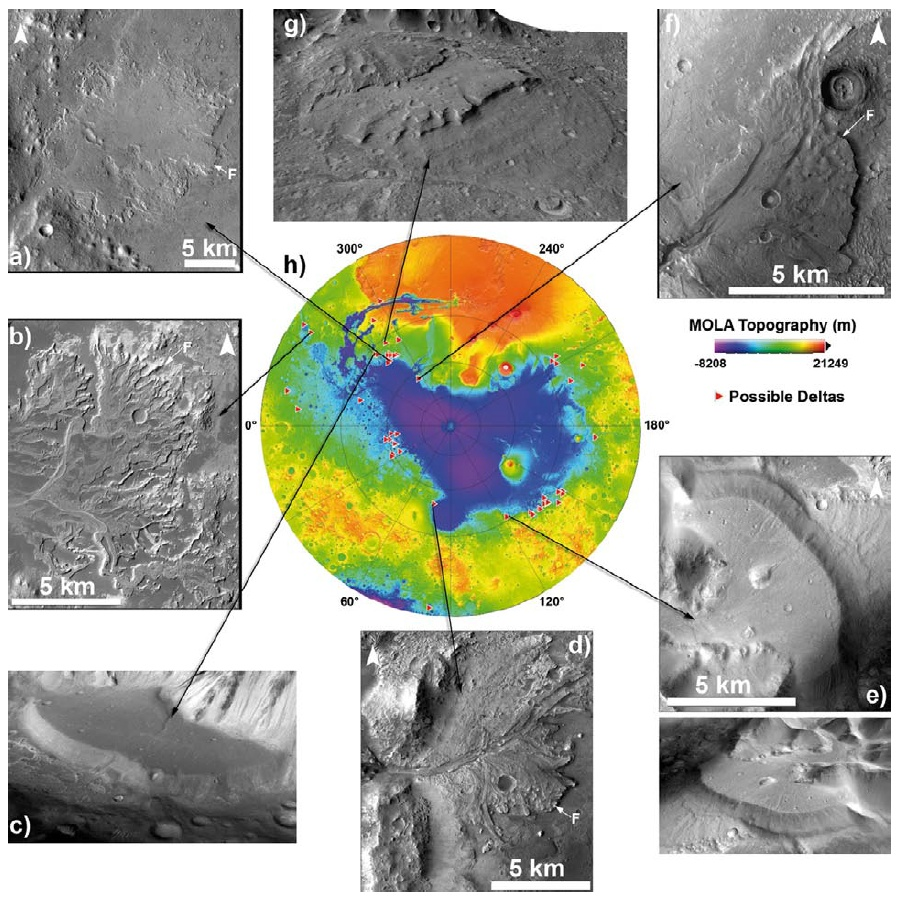 g)
f)
F
F
a)
5 km
5 km
300°
240°
h)
MOLA Topography (m)
-8208
21249
Possible Deltas
b)
F
0°
180°
5 km
60°
120°
d)
5 km
e)
c)
F
5 km